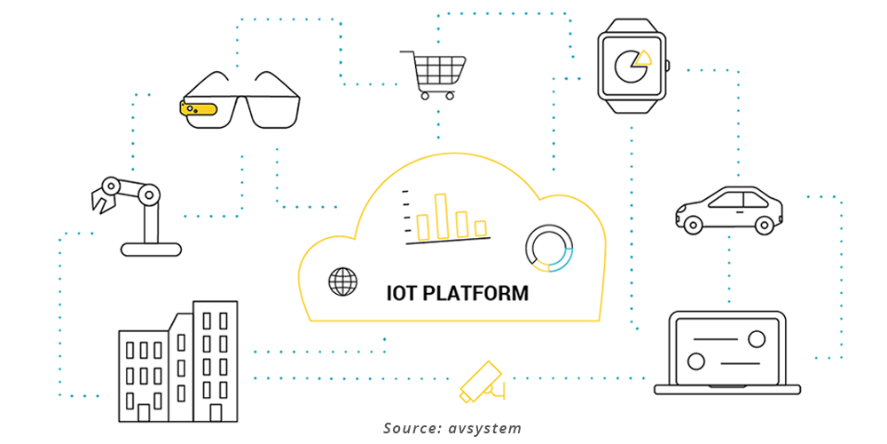 IOT PLATFORM
Source: avsystem